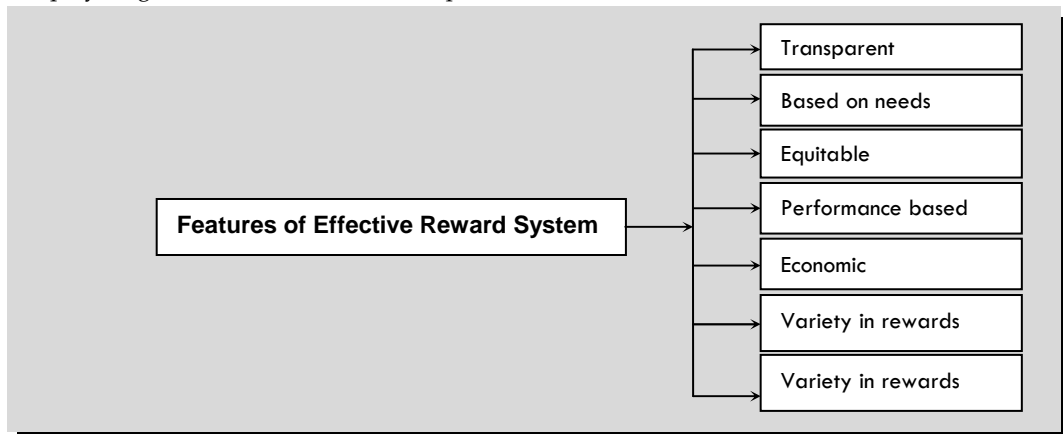 Features of Effective Reward System
Transparent
Based on needs
Equitable
Performance based
Economic
Variety in rewards
Variety in rewards